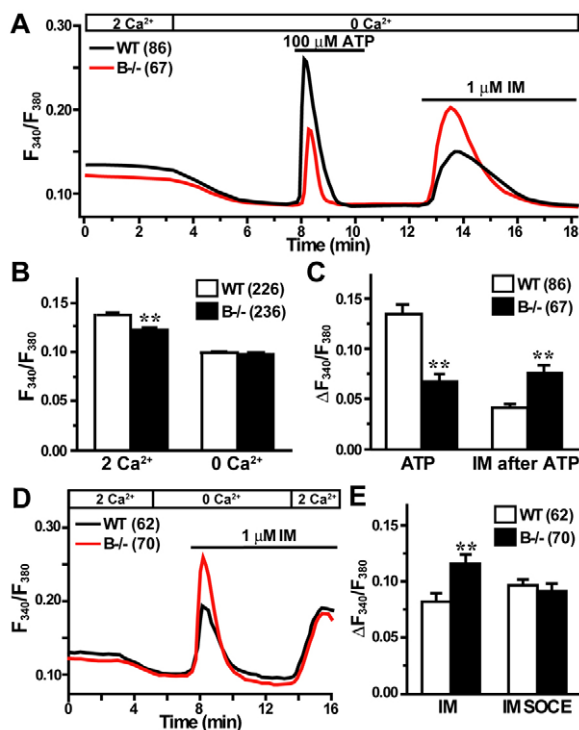 A
2 Ca²⁺ 0 Ca²⁺
WT (86)
B-/- (67)
100 µM ATP
1 µM IM
F₃₄₀/F₃₈₀
0.30
0.20
0.10
0 2 4 6 8 10 12 14 16 18
Time (min)
B
WT (226)
B-/- (236)
F₃₄₀/F₃₈₀
0.15
0.10
0.05
0.00
**
2 Ca²⁺ 0 Ca²⁺
C
WT (86)
B-/- (67)
ΔF₃₄₀/F₃₈₀
0.15
0.10
0.05
0.00
** **
ATP IM after ATP
D
2 Ca²⁺ 0 Ca²⁺ 2 Ca²⁺
WT (62)
B-/- (70)
1 µM IM
F₃₄₀/F₃₈₀
0.30
0.20
0.10
0 4 8 12 16
Time (min)
E
WT (62)
B-/- (70)
ΔF₃₄₀/F₃₈₀
0.15
0.10
0.05
0.00
**
IM IM SOCE